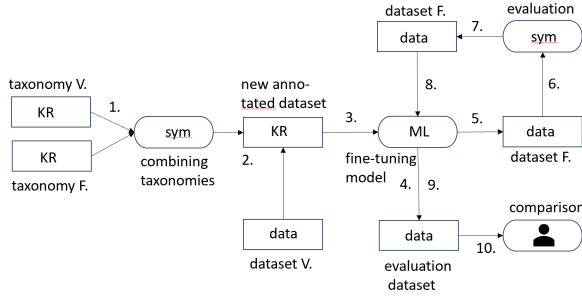 evaluation
dataset F.
7.
data
sym
taxonomy V.
new anno-
tated dataset
8.
6.
KR
1.
sym
KR
3.
ML
5.
data
KR
combining
taxonomies
2.
fine-tuning
model
dataset F.
taxonomy F.
4.
9.
comparison
data
data
10.
dataset V.
evaluation
dataset